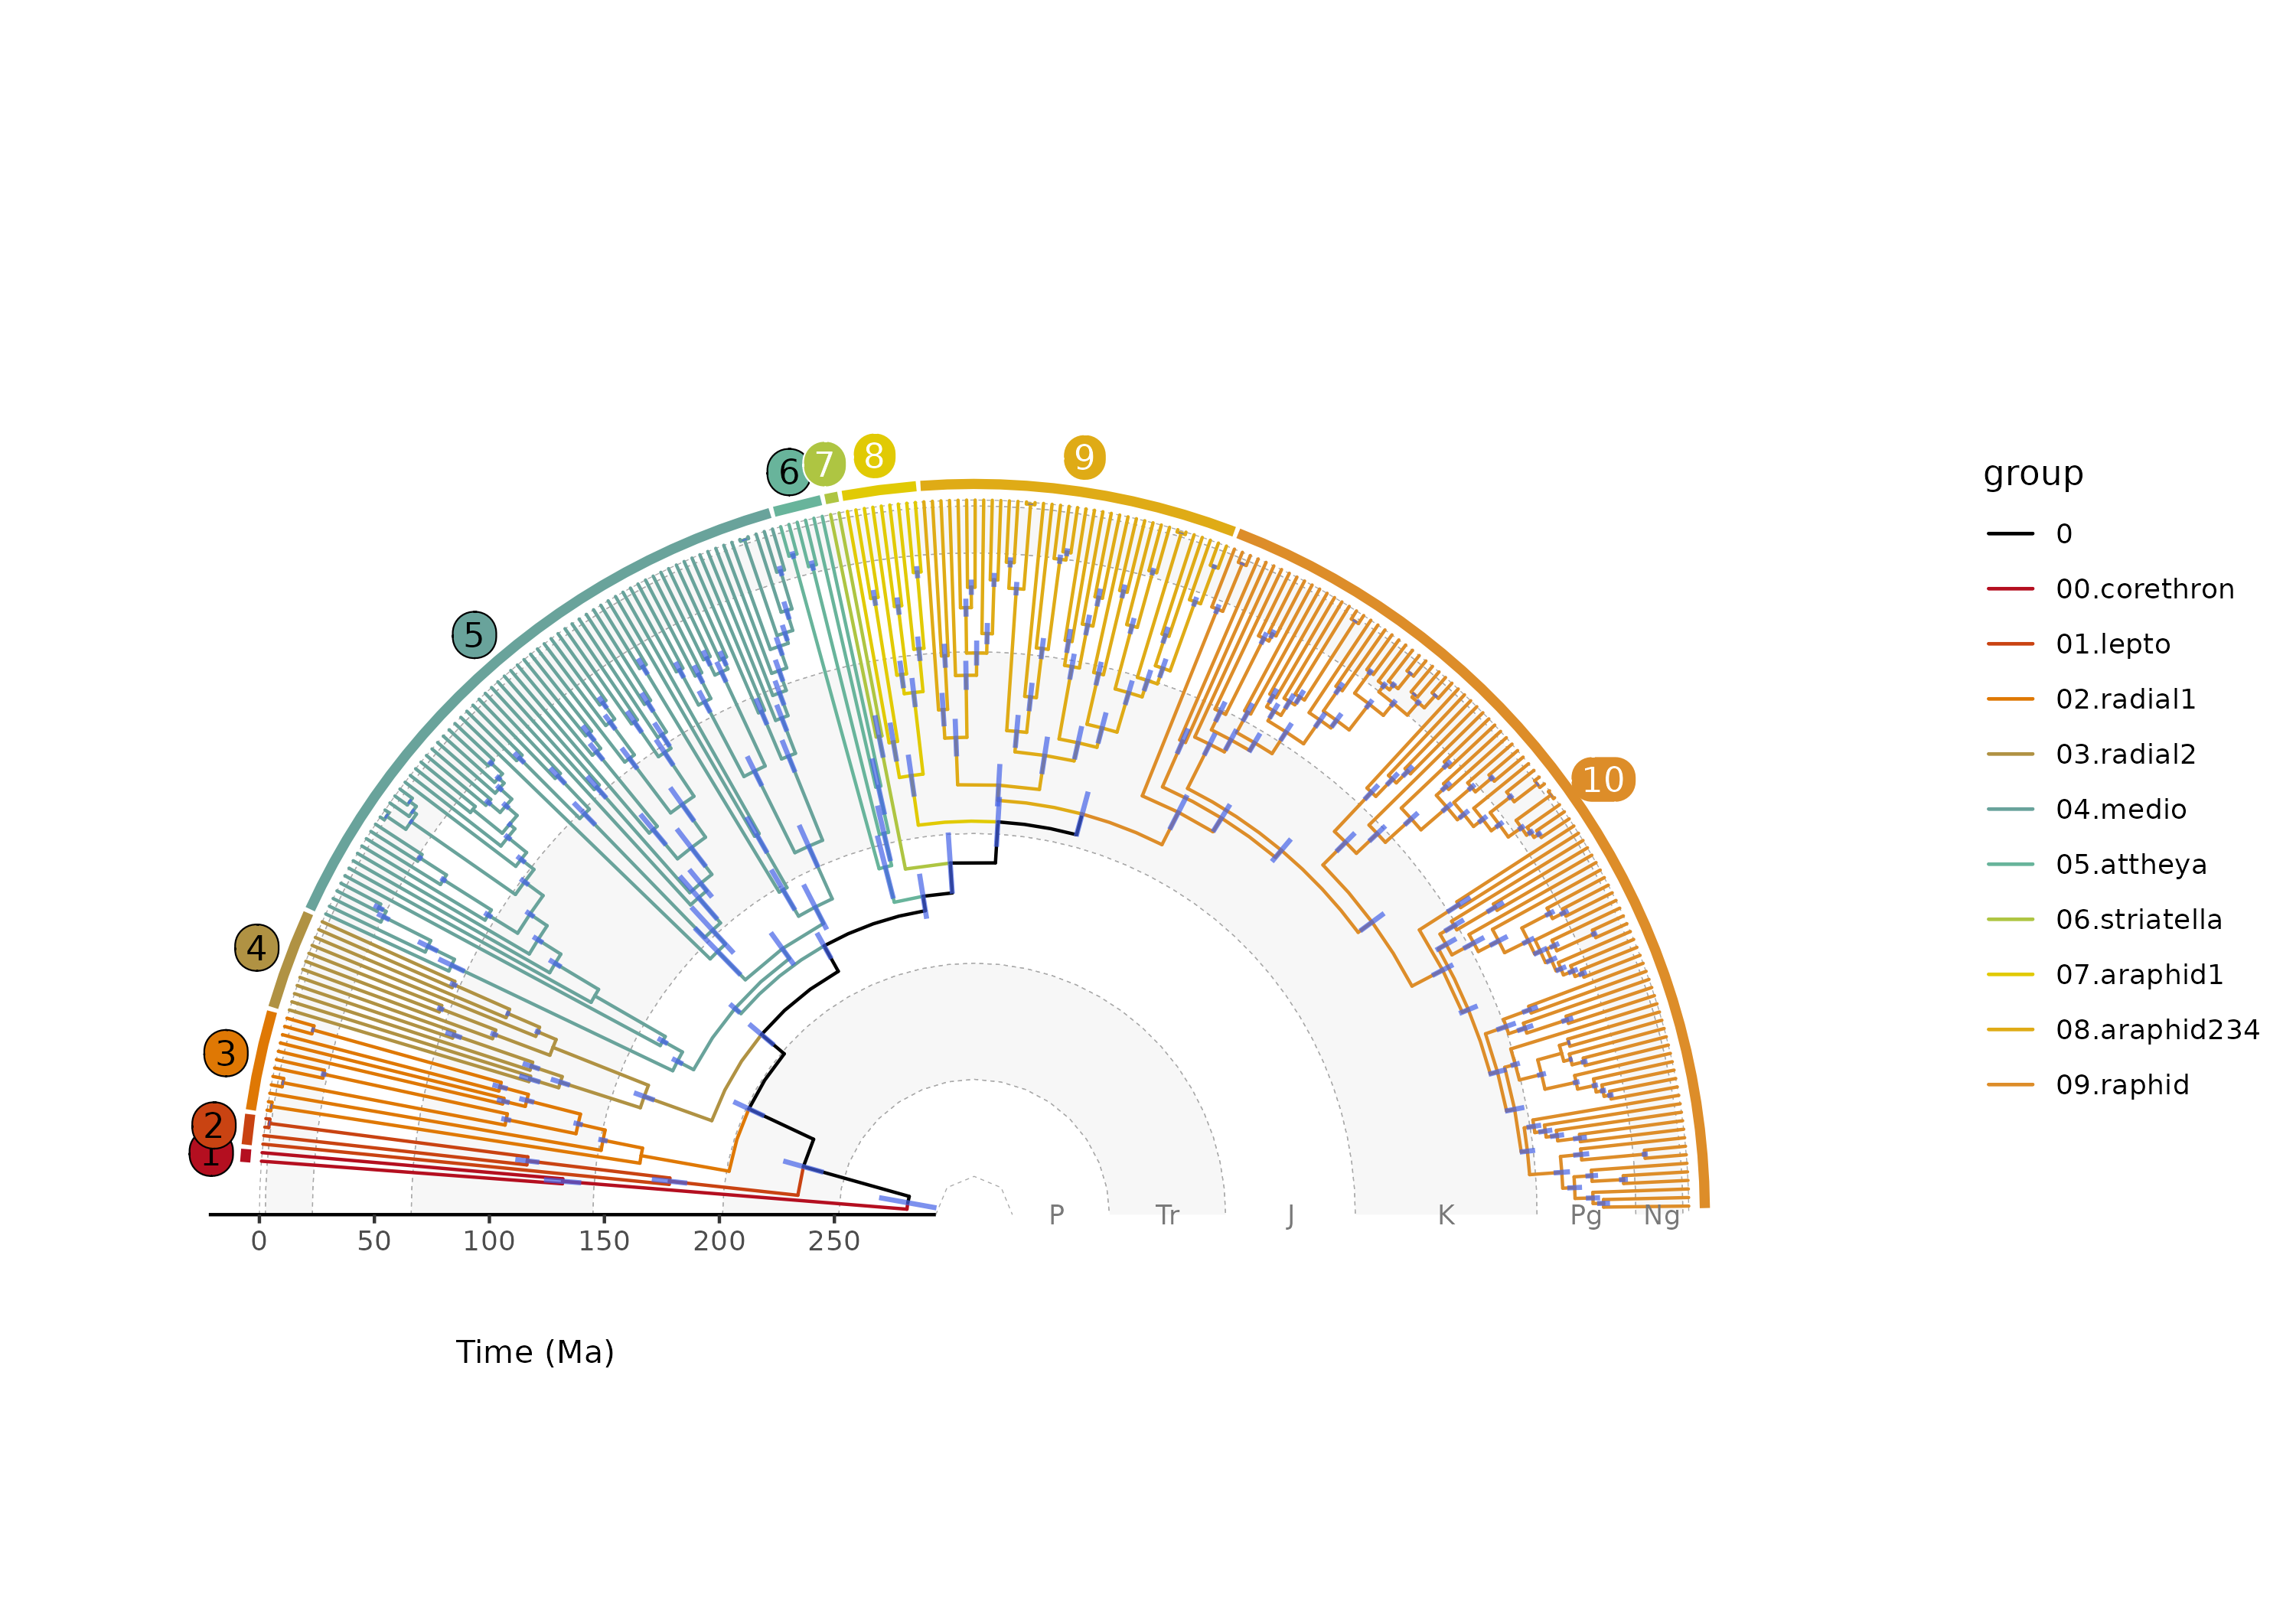 6
7
8
9
5
10
4
3
2
1
P
Tr
J
K
Pg
Ng
0
50
100
150
200
250
Time (Ma)
group
0
00.corethron
01.lepto
02.radial1
03.radial2
04.medio
05.attheya
06.striatella
07.araphid1
08.araphid234
09.raphid